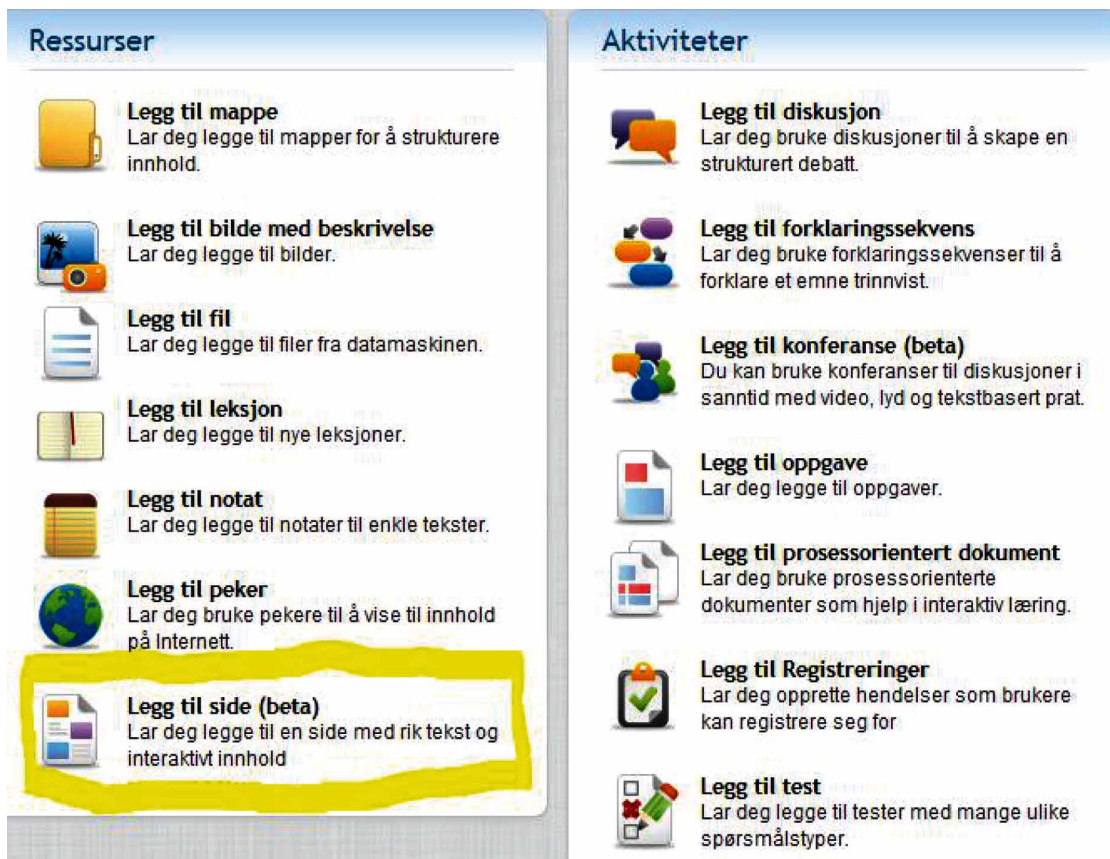 Ressurser
Legg til mappe
Lar deg legge til mapper for å strukturere
innhold.
Legg til bilde med beskrivelse
Lar deg legge til bilder.
Legg til fil
Lar deg legge til filer fra datamaskinen.
Legg til leksjon
Lar deg legge til nye leksjoner.
Legg til notat
Lar deg legge til notater til enkle tekster.
Legg til peker
Lar deg bruke pekere til å vise til innhold
på Internett.
Legg til side (beta)
Lar deg legge til en side med rik tekst og
interaktivt innhold
Aktiviteter
Legg til diskusjon
Lar deg bruke diskusjoner til å skape en
strukturert debatt.
Legg til forklaringssekvens
Lar deg bruke forklaringssekvenser til å
forklare et emne trinnvist.
Legg til konferanse (beta)
Du kan bruke konferanser til diskusjoner i
sanntid med video, lyd og tekstbasert prat.
Legg til oppgave
Lar deg legge til oppgaver.
Legg til prosessorientert dokument
Lar deg bruke prosessorienterte
dokumenter som hjelp i interaktiv læring.
Legg til Registreringer
Lar deg opprette hendelser som brukere
kan registrere seg for
Legg til test
Lar deg legge til tester med mange ulike
spørsmålstyper.